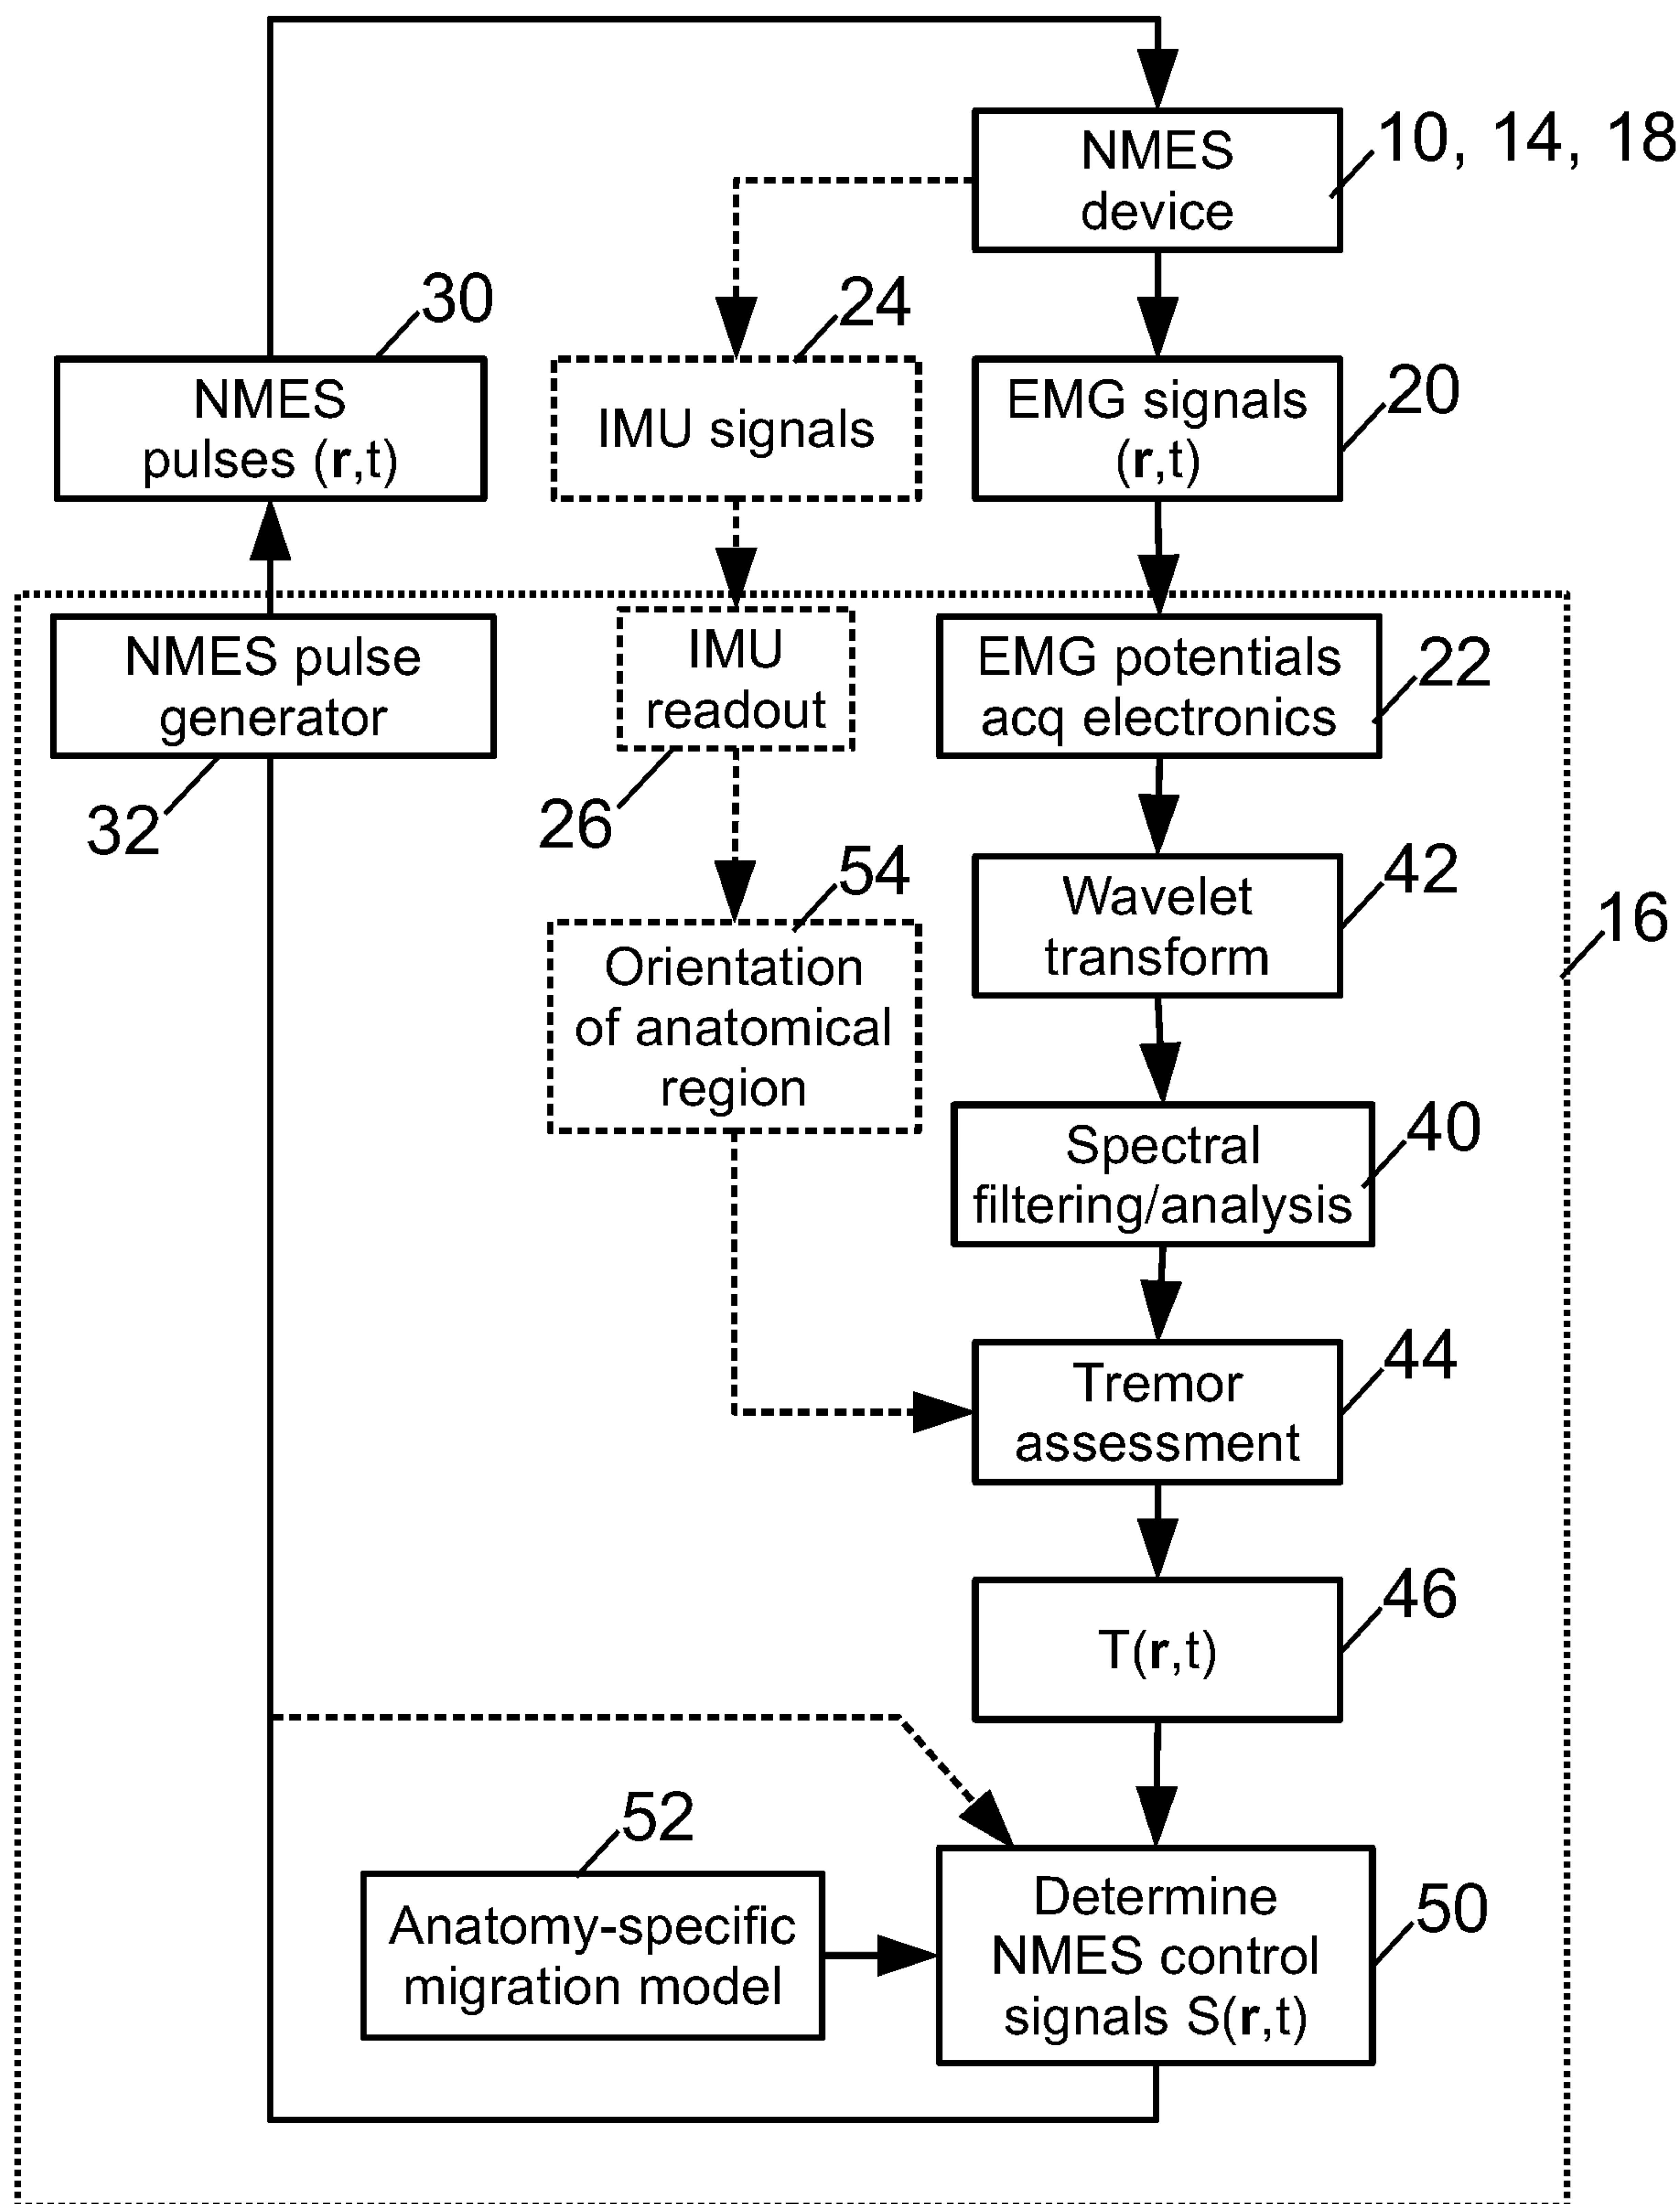 NMES
device
10, 14, 18
30
24
NMES
pulses (r,t)
IMU signals
EMG signals
(r,t)
20
NMES pulse
generator
32
IMU
readout
26
EMG potentials
acq electronics
22
54
Wavelet
transform
42
16
Orientation
of anatomical
region
Spectral
filtering/analysis
40
Tremor
assessment
44
T(r,t)
46
52
Anatomy-specific
migration model
Determine
NMES control
signals S(r,t)
50